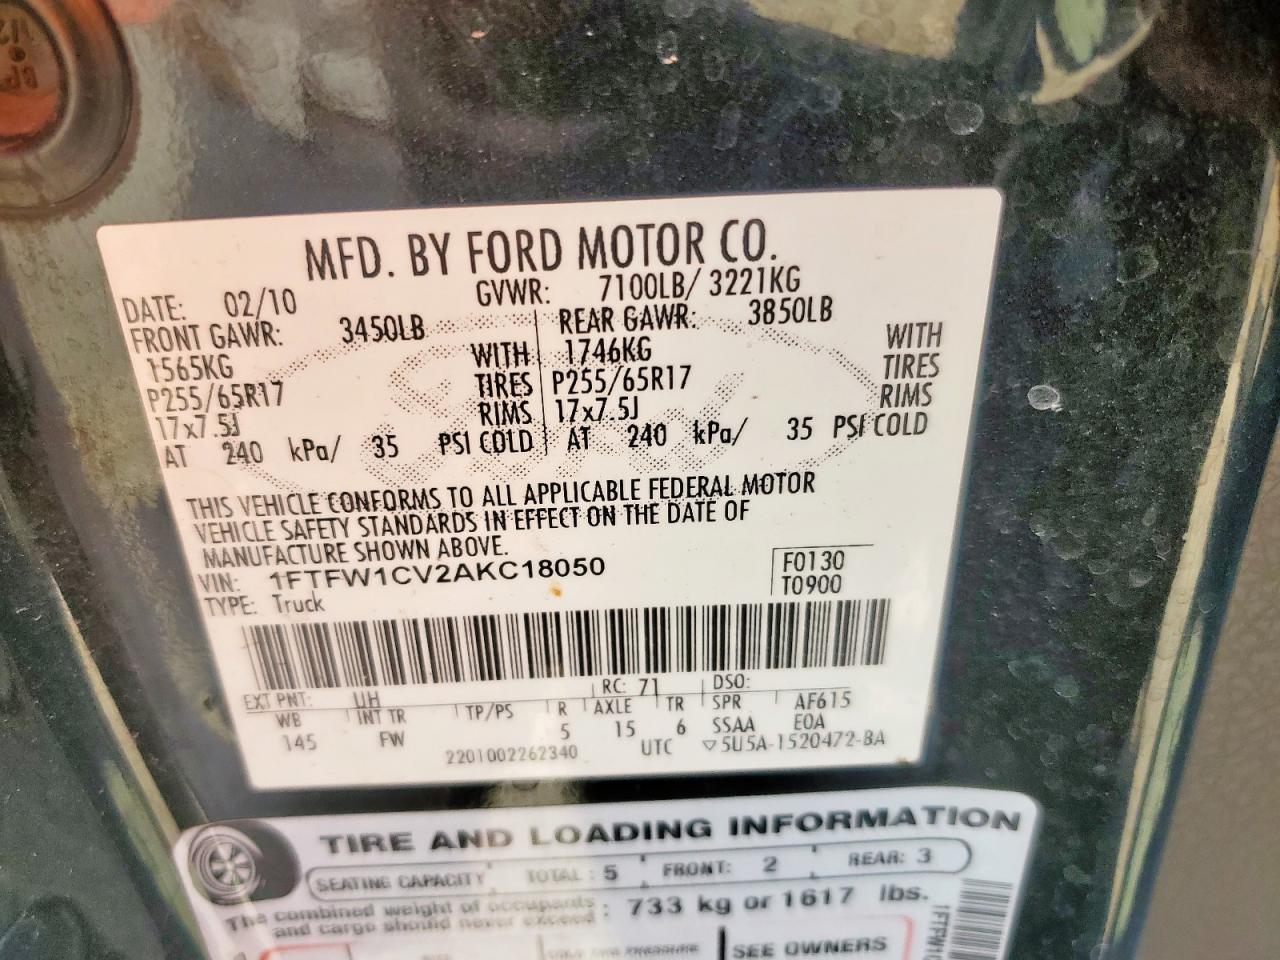 MFD. BY FORD MOTOR CO.
DATE: 02/10 GVWR: 7100LB/ 3221KG
FRONT GAWR: 3450LB REAR GAWR: 3850LB
1565KG WITH 1746KG WITH
P255/65R17 TIRES P255/65R17 TIRES
17x7.5J RIMS 17x7.5J RIMS
AT 240 kPa/ 35 PSI COLD AT 240 kPa/ 35 PSI COLD
THIS VEHICLE CONFORMS TO ALL APPLICABLE FEDERAL MOTOR
VEHICLE SAFETY STANDARDS IN EFFECT ON THE DATE OF
MANUFACTURE SHOWN ABOVE.
VIN: 1FTFW1CV2AKC18050 F0130
TYPE: Truck T0900
EXT PNT: UH RC: 71 DSO:
WB INT TR TP/PS R AXLE TR SPR AF615
145 FW 5 15 6 SSAA E0A
2201002262340 UTC ▽5U5A-1520472-BA
TIRE AND LOADING INFORMATION
SEATING CAPACITY TOTAL : 5 FRONT: 2 REAR: 3
The combined weight of occupants : 733 kg or 1617 lbs.
and cargo should never exceed
SEE OWNERS
1FTFW1C